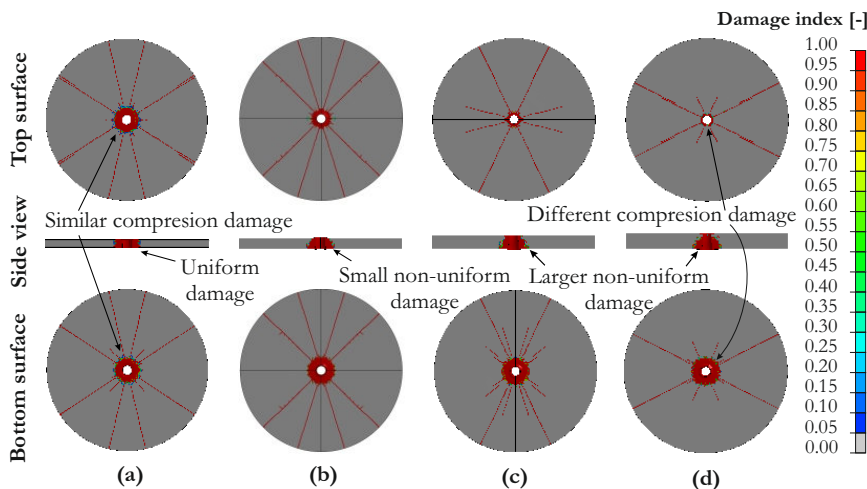 Damage index [-]
1.00
0.95
0.90
0.85
0.80
0.75
0.70
0.65
0.60
0.55
0.50
0.45
0.40
0.35
0.30
0.25
0.20
0.15
0.10
0.05
0.00
Top surface
Side view
Bottom surface
Similar compresion damage
Different compresion damage
Uniform
damage
Small non-uniform
damage
Larger non-uniform
damage
(a)
(b)
(c)
(d)